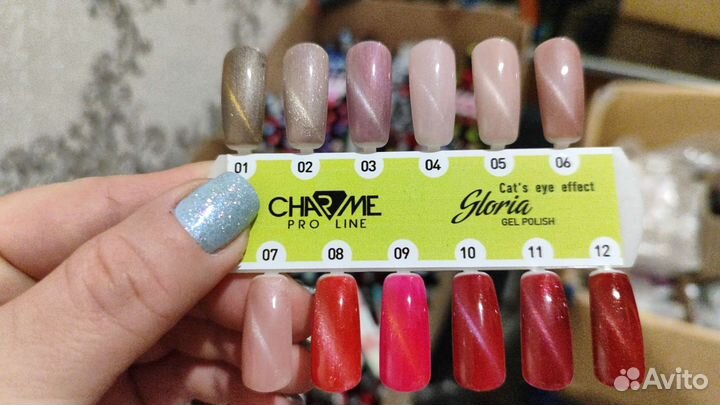 01 02 03 04 05 06
CHARME
PRO LINE
Cat's eye effect
Gloria
GEL POLISH
07 08 09 10 11 12
Avito